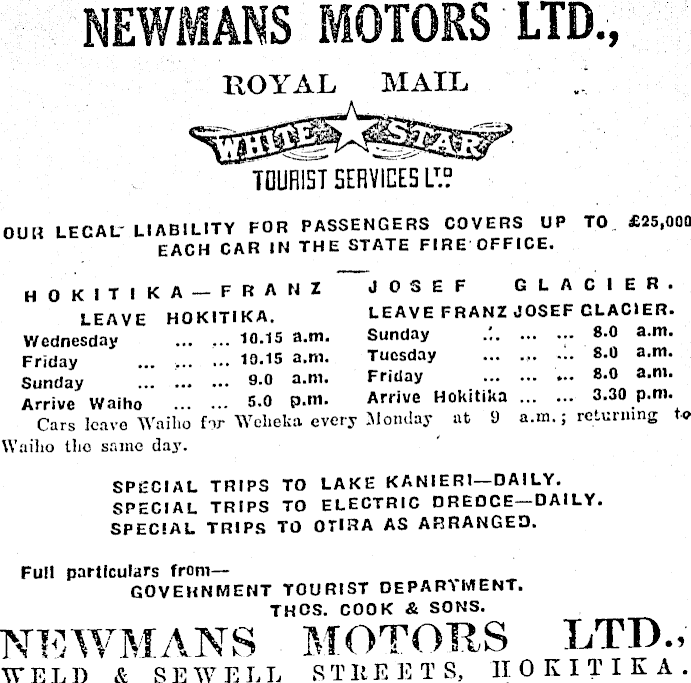 NEWMANS MOTORS LTD.,
ROYAL MAIL
WHITE STAR
TOURIST SERVICES LTD
OUR LEGAL LIABILITY FOR PASSENGERS COVERS UP TO £25,000
EACH CAR IN THE STATE FIRE OFFICE.
HOKITIKA—FRANZ JOSEF GLACIER.
LEAVE HOKITIKA.
Wednesday ... ... 10.15 a.m.
Friday ... ... ... 10.15 a.m.
Sunday ... ... ... 9.0 a.m.
Arrive Waiho ... ... 5.0 p.m.
LEAVE FRANZ JOSEF GLACIER.
Sunday ... ... ... 8.0 a.m.
Tuesday ... ... ... 8.0 a.m.
Friday ... ... ... 8.0 a.m.
Arrive Hokitika ... ... 3.30 p.m.
Cars leave Waiho for Weheka every Monday at 9 a.m.; returning to
Waiho the same day.
SPECIAL TRIPS TO LAKE KANIERI—DAILY.
SPECIAL TRIPS TO ELECTRIC DREDGE—DAILY.
SPECIAL TRIPS TO OTIRA AS ARRANGED.
Full particulars from—
GOVERNMENT TOURIST DEPARTMENT.
THOS. COOK & SONS.
NEWMANS MOTORS LTD.,
WELD & SEWELL STREETS, HOKITIKA.